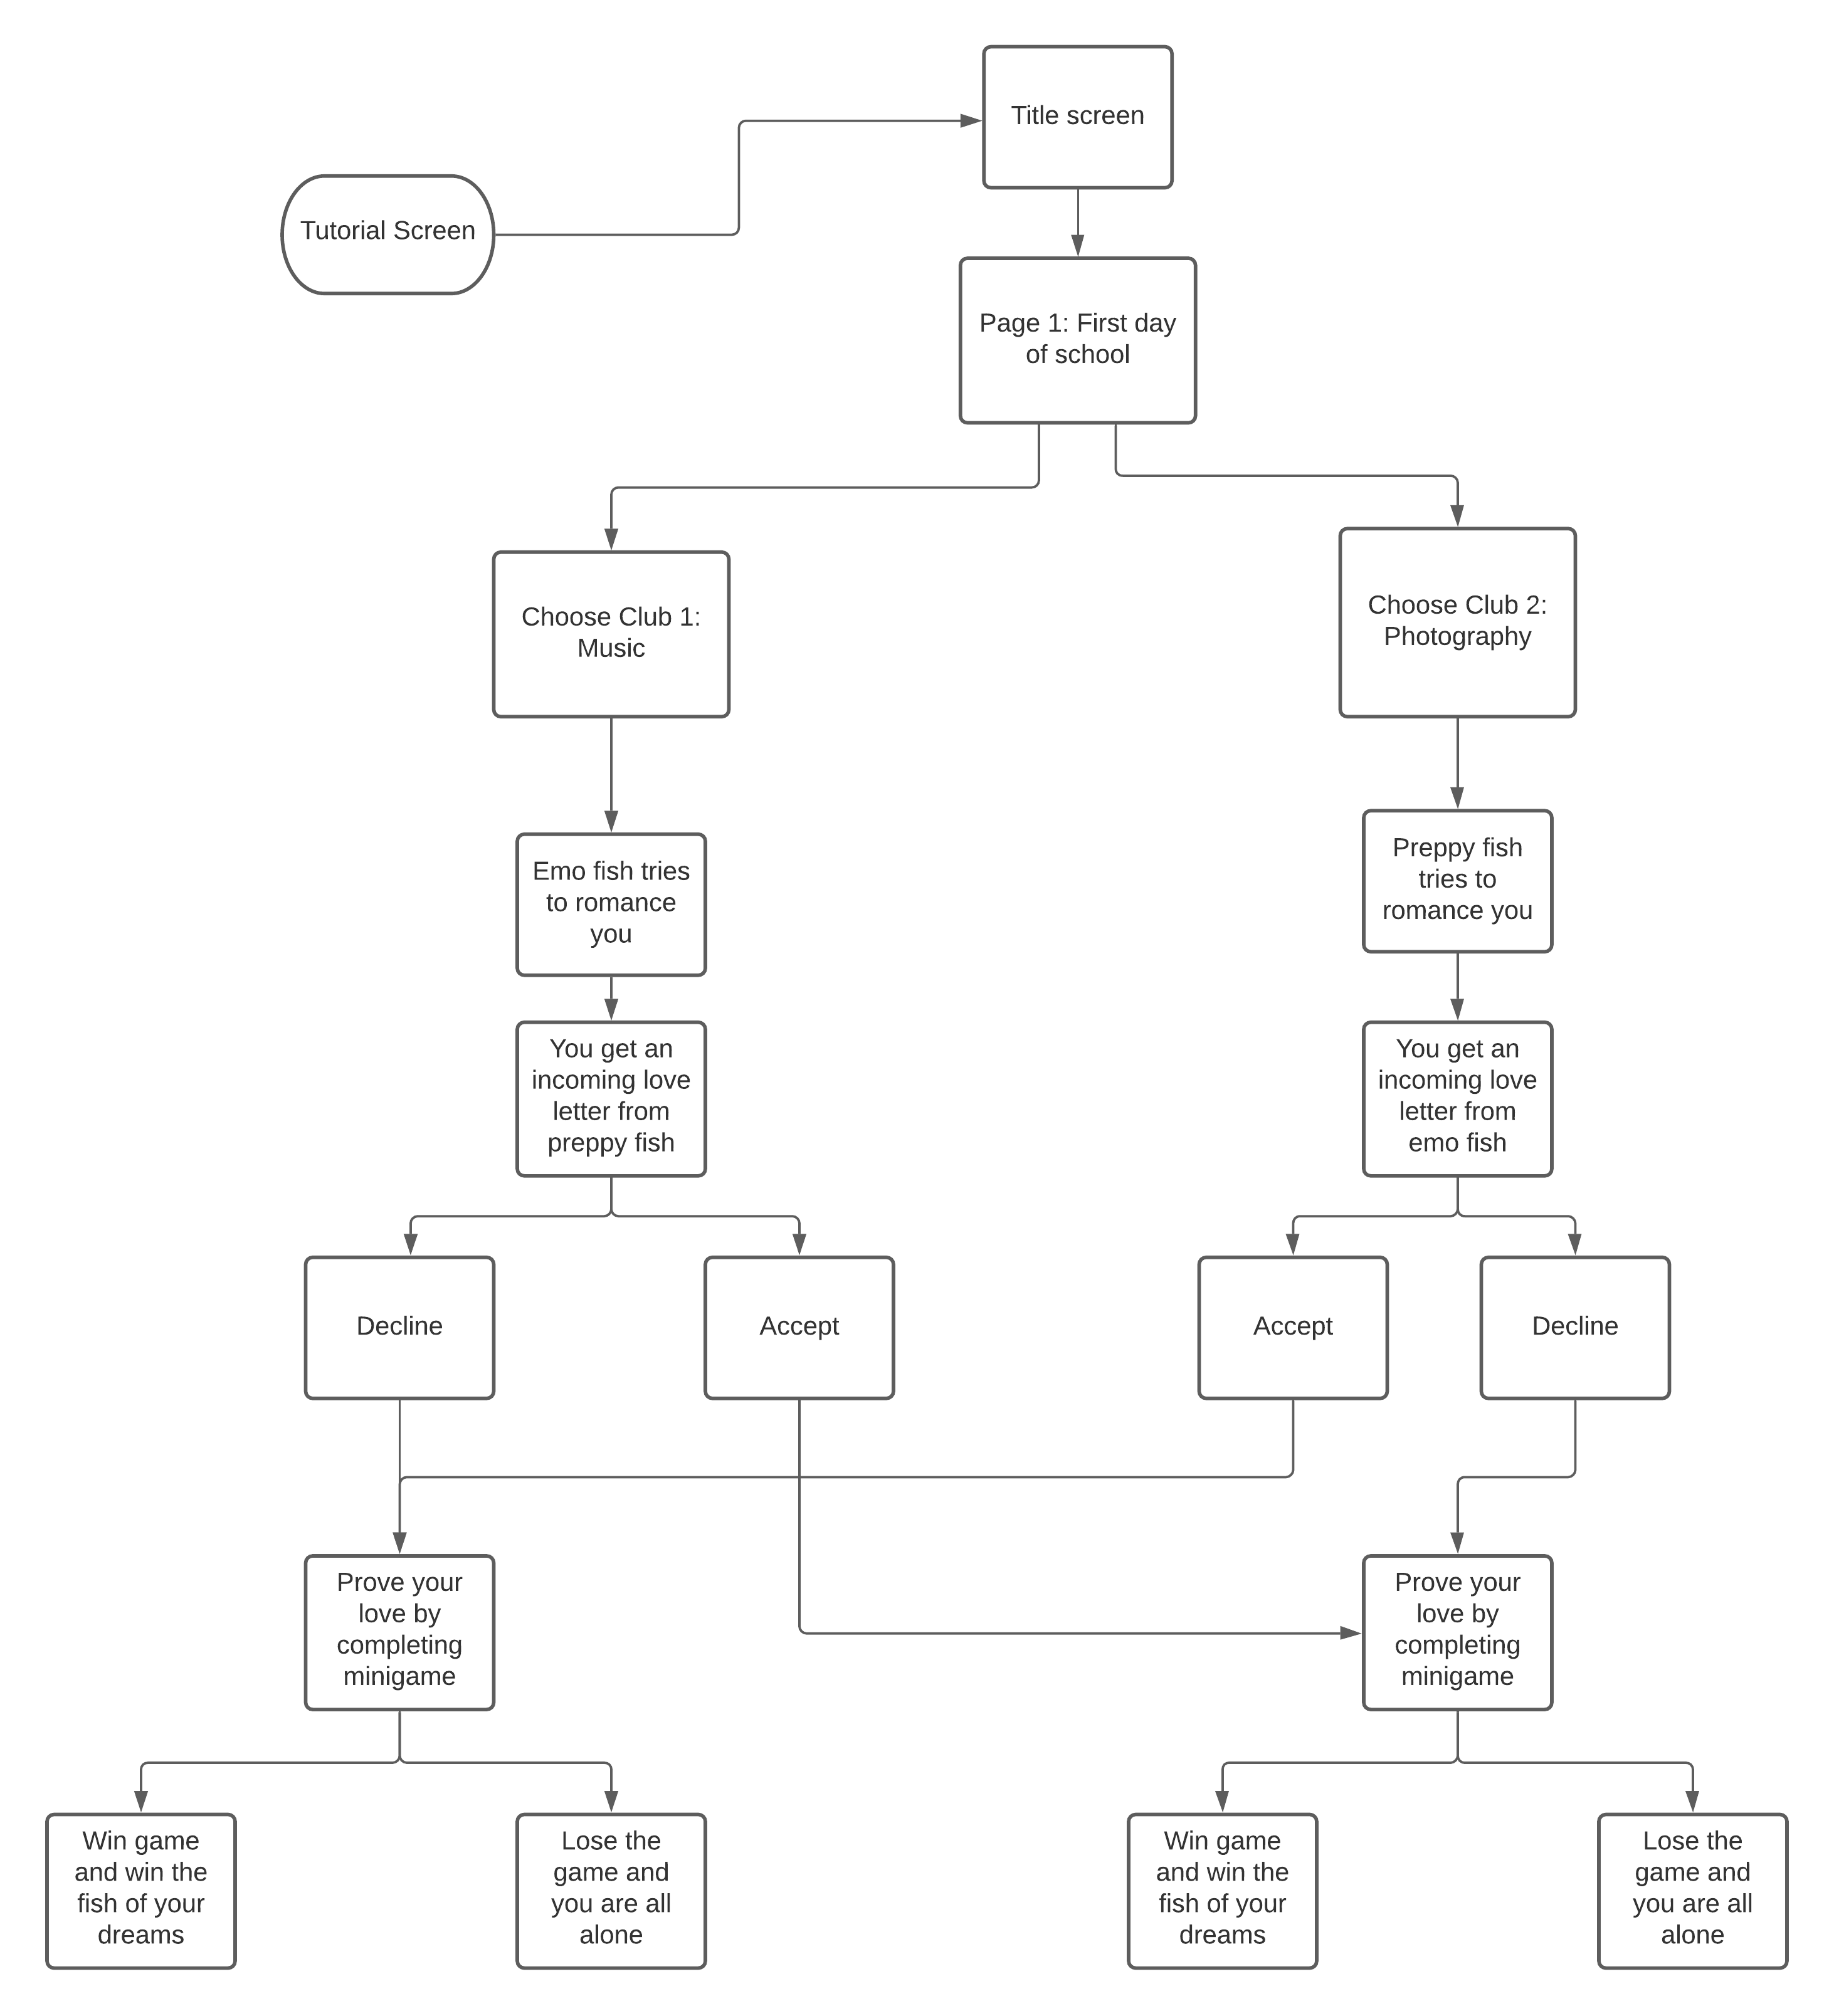 Title screen
Tutorial Screen
Page 1: First day
of school
Choose Club 1:
Music
Choose Club 2:
Photography
Emo fish tries
to romance
you
Preppy fish
tries to
romance you
You get an
incoming love
letter from
preppy fish
You get an
incoming love
letter from
emo fish
Decline
Accept
Accept
Decline
Prove your
love by
completing
minigame
Prove your
love by
completing
minigame
Win game
and win the
fish of your
dreams
Lose the
game and
you are all
alone
Win game
and win the
fish of your
dreams
Lose the
game and
you are all
alone